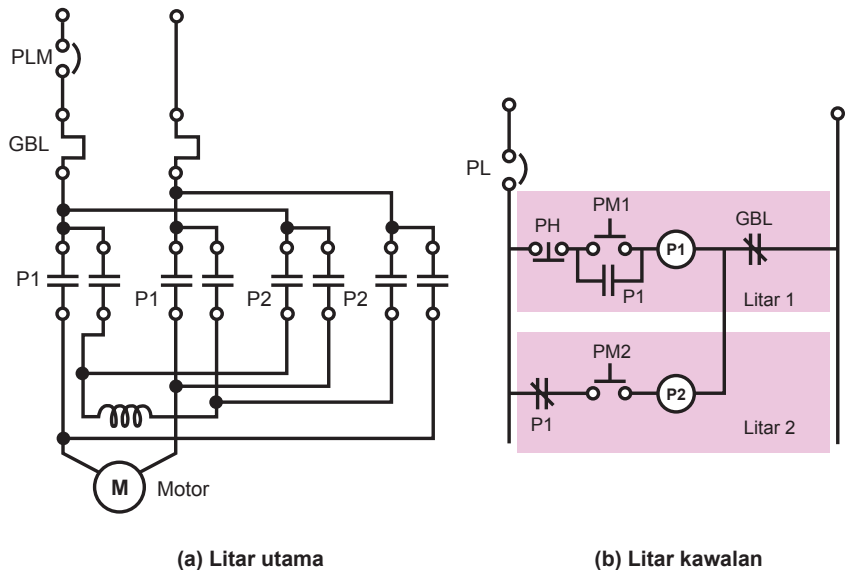 PLM
GBL
P1
P1
P2
P2
M
Motor
(a) Litar utama
PL
PH
PM1
P1
GBL
P1
Litar 1
PM2
P2
P1
Litar 2
(b) Litar kawalan